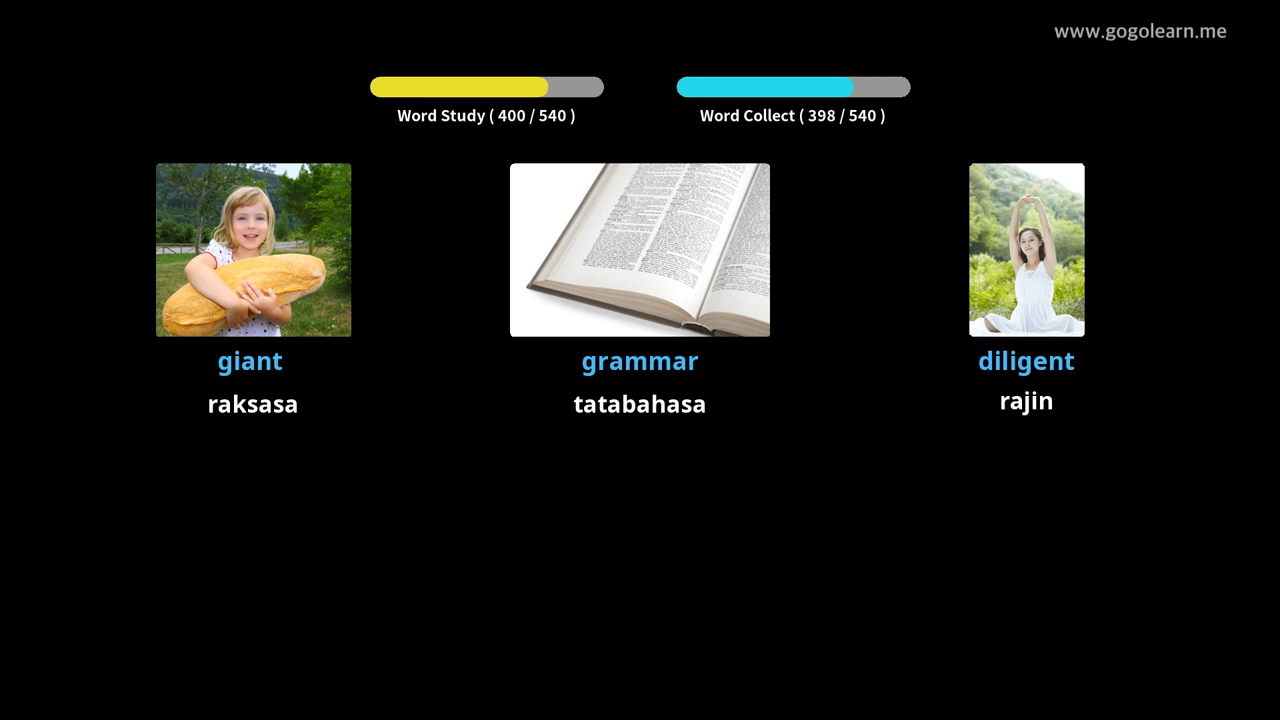 www.gogolearn.me
Word Study ( 400 / 540 )
Word Collect ( 398 / 540 )
giant
raksasa
grammar
tatabahasa
diligent
rajin